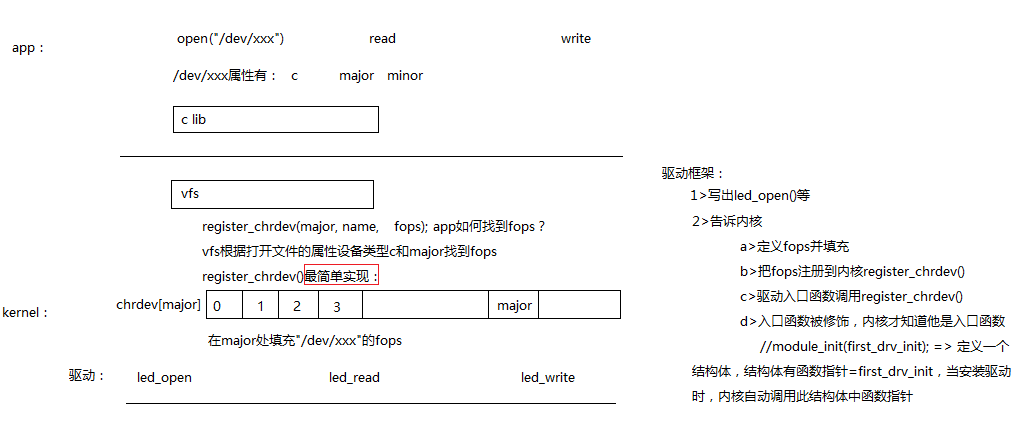 app：
open("/dev/xxx") read write
/dev/xxx属性有： c major minor
c lib
vfs
register_chrdev(major, name, fops); app如何找到fops？
vfs根据打开文件的属性设备类型c和major找到fops
register_chrdev()最简单实现：
kernel：
chrdev[major] 0 1 2 3 major
在major处填充"/dev/xxx"的fops
驱动： led_open led_read led_write
驱动框架：
1>写出led_open()等
2>告诉内核
a>定义fops并填充
b>把fops注册到内核register_chrdev()
c>驱动入口函数调用register_chrdev()
d>入口函数被修饰，内核才知道他是入口函数
//module_init(first_drv_init); => 定义一个
结构体，结构体有函数指针=first_drv_init，当安装驱动
时，内核自动调用此结构体中函数指针